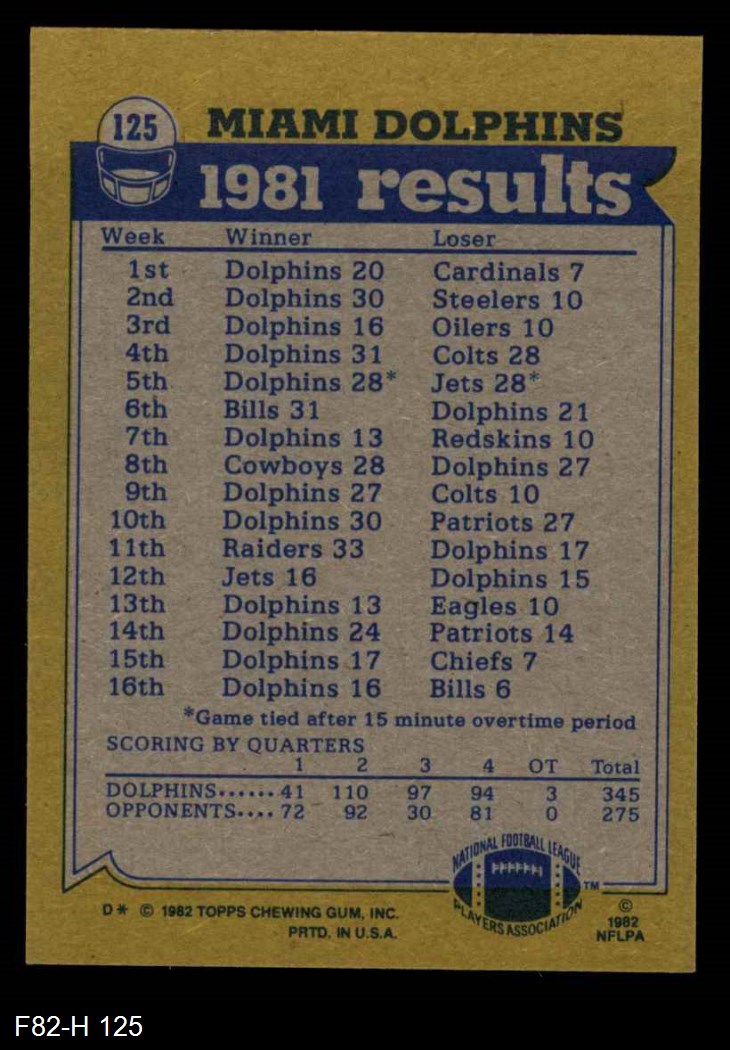 125 MIAMI DOLPHINS
1981 results
Week Winner Loser
1st Dolphins 20 Cardinals 7
2nd Dolphins 30 Steelers 10
3rd Dolphins 16 Oilers 10
4th Dolphins 31 Colts 28
5th Dolphins 28* Jets 28*
6th Bills 31 Dolphins 21
7th Dolphins 13 Redskins 10
8th Cowboys 28 Dolphins 27
9th Dolphins 27 Colts 10
10th Dolphins 30 Patriots 27
11th Raiders 33 Dolphins 17
12th Jets 16 Dolphins 15
13th Dolphins 13 Eagles 10
14th Dolphins 24 Patriots 14
15th Dolphins 17 Chiefs 7
16th Dolphins 16 Bills 6
*Game tied after 15 minute overtime period
SCORING BY QUARTERS
1 2 3 4 OT Total
DOLPHINS...... 41 110 97 94 3 345
OPPONENTS.... 72 92 30 81 0 275
NATIONAL FOOTBALL LEAGUE
PLAYERS ASSOCIATION TM
D* © 1982 TOPPS CHEWING GUM, INC.
PRTD. IN U.S.A.
©
1982
NFLPA
F82-H 125